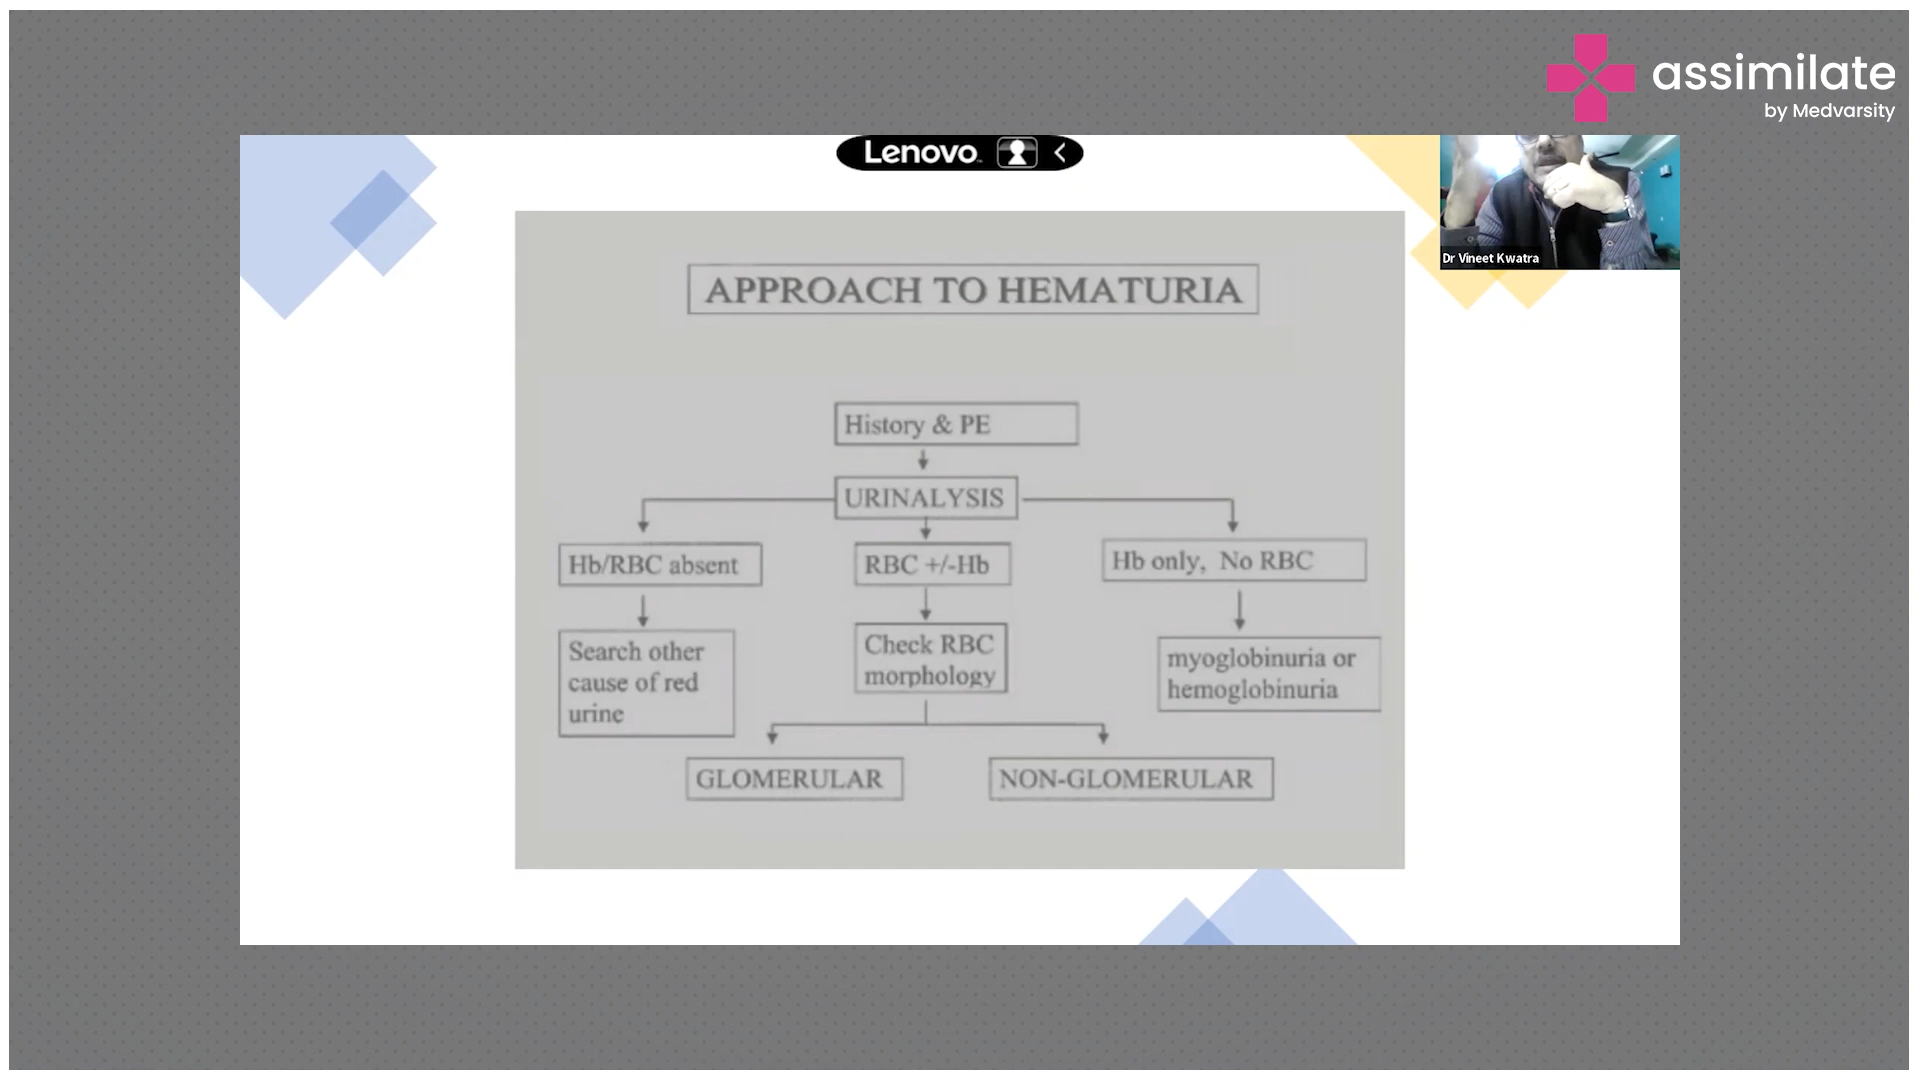 assimilate
by Medvarsity
Lenovo
Dr Vineet Kwatra
APPROACH TO HEMATURIA
History & PE
URINALYSIS
Hb/RBC absent
RBC +/-Hb
Hb only, No RBC
Search other
cause of red
urine
Check RBC
morphology
myoglobinuria or
hemoglobinuria
GLOMERULAR
NON-GLOMERULAR